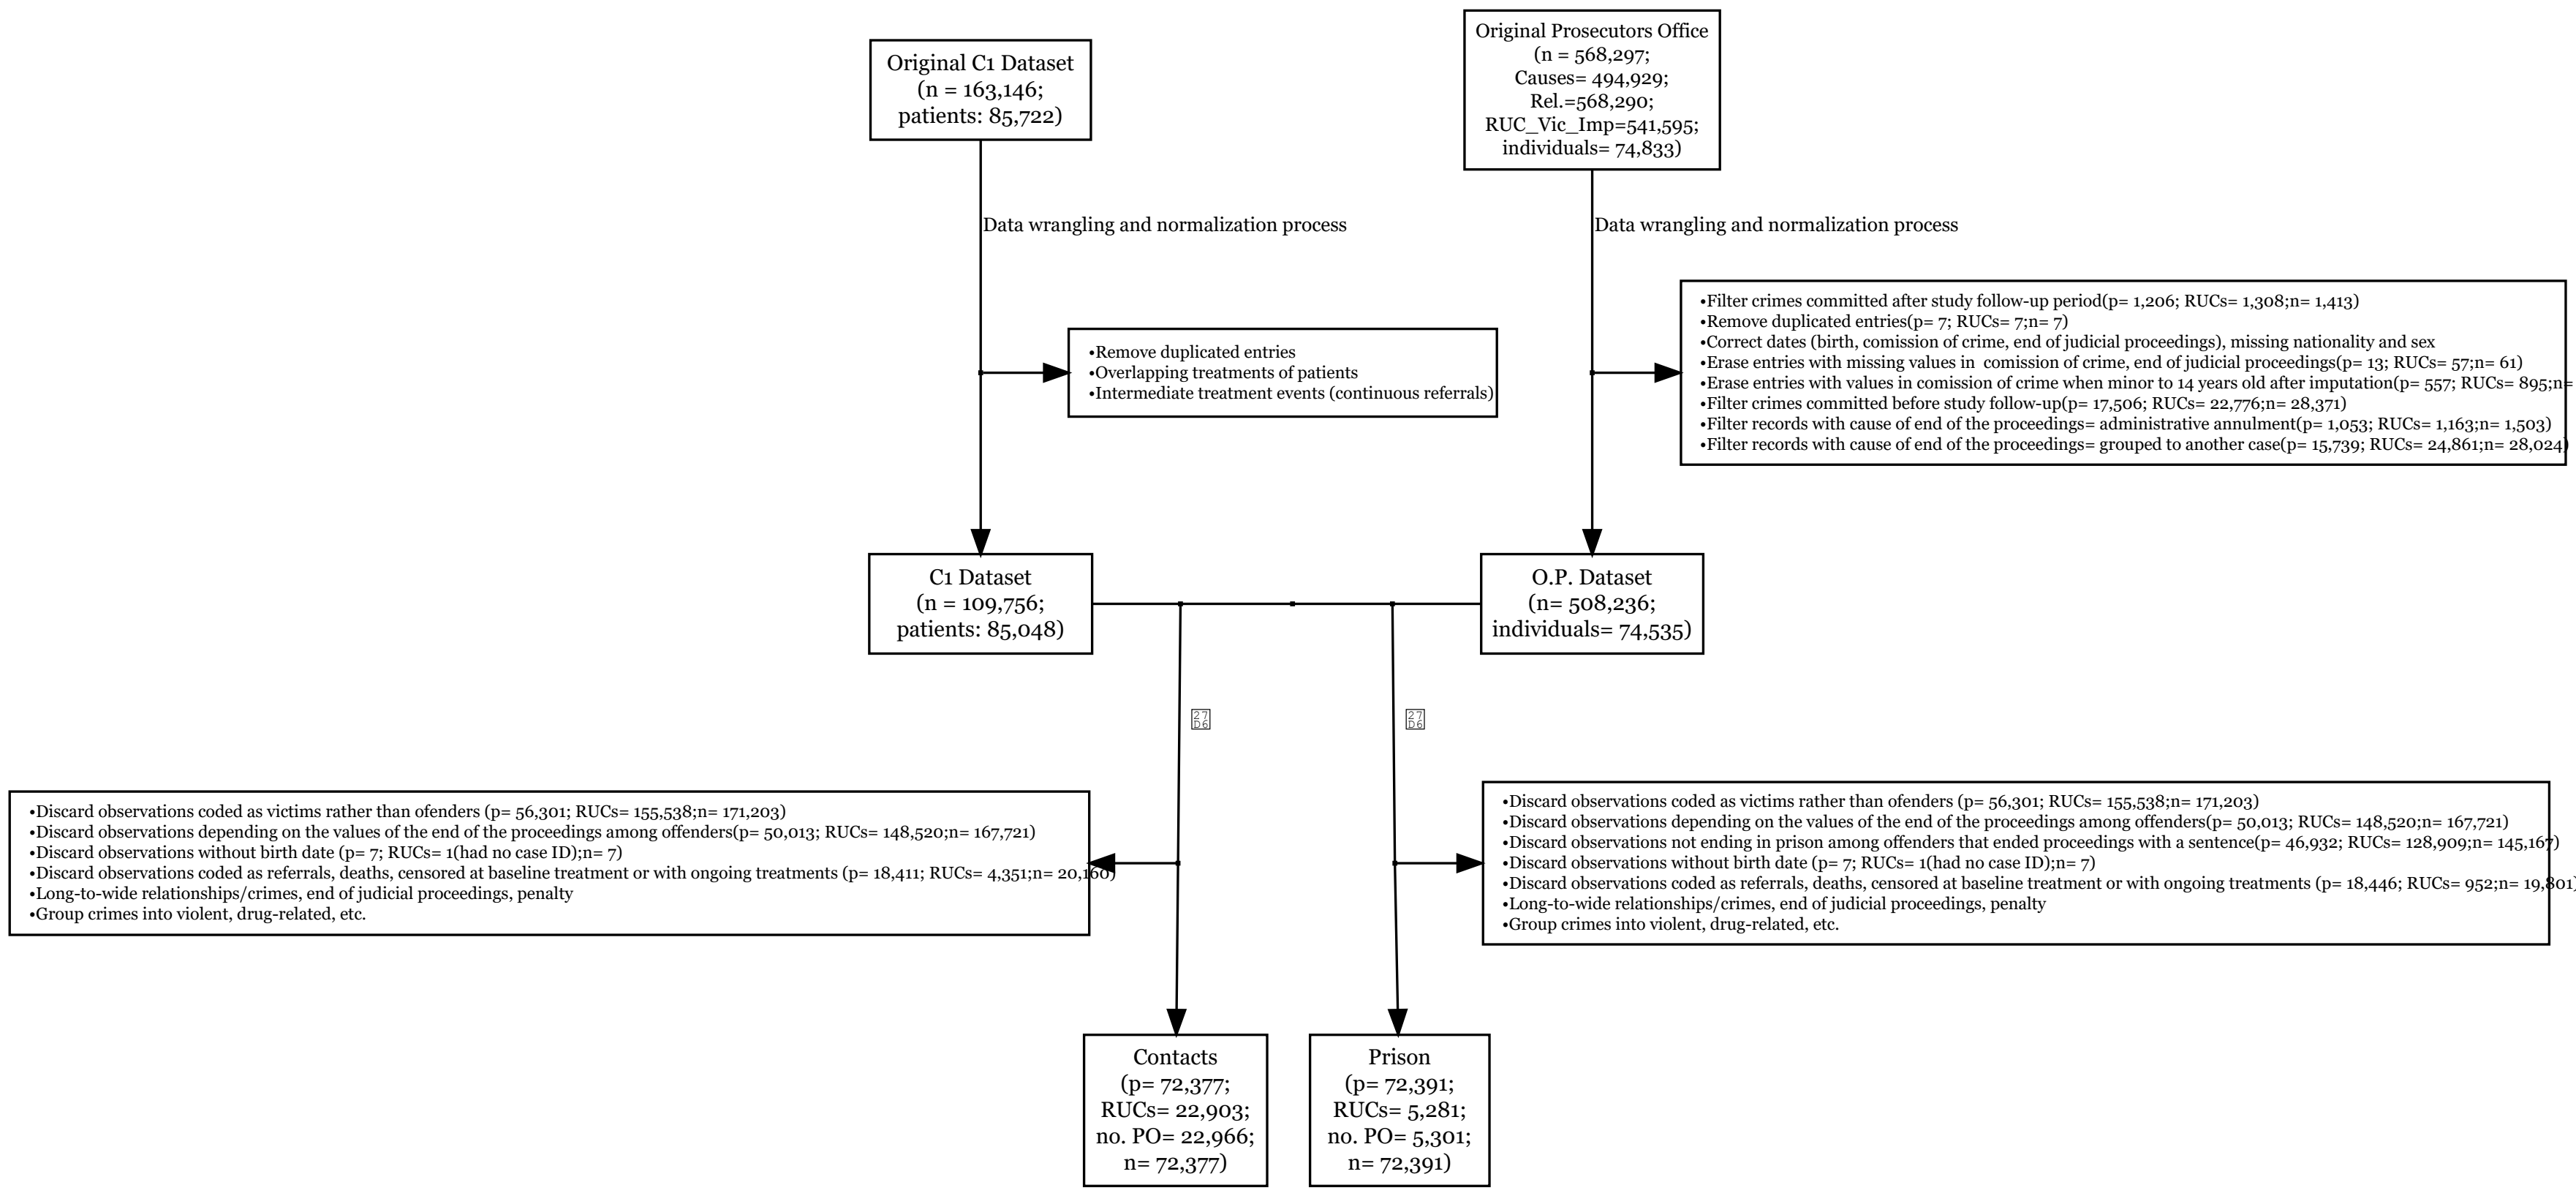 Original C1 Dataset
(n = 163,146;
patients: 85,722)
Original Prosecutors Office
(n = 568,297;
Causes= 494,929;
Rel.=568,290;
RUC_Vic_Imp=541,595;
individuals= 74,833)
Data wrangling and normalization process
Data wrangling and normalization process
•Remove duplicated entries
•Overlapping treatments of patients
•Intermediate treatment events (continuous referrals)
•Filter crimes committed after study follow-up period(p= 1,206; RUCs= 1,308;n= 1,413)
•Remove duplicated entries(p= 7; RUCs= 7;n= 7)
•Correct dates (birth, comission of crime, end of judicial proceedings), missing nationality and sex
•Erase entries with missing values in  comission of crime, end of judicial proceedings(p= 13; RUCs= 57;n= 61)
•Erase entries with values in comission of crime when minor to 14 years old after imputation(p= 557; RUCs= 895;n=
•Filter crimes committed before study follow-up(p= 17,506; RUCs= 22,776;n= 28,371)
•Filter records with cause of end of the proceedings= administrative annulment(p= 1,053; RUCs= 1,163;n= 1,503)
•Filter records with cause of end of the proceedings= grouped to another case(p= 15,739; RUCs= 24,861;n= 28,024)
C1 Dataset
(n = 109,756;
patients: 85,048)
O.P. Dataset
(n= 508,236;
individuals= 74,535)
27
D6
27
D6
•Discard observations coded as victims rather than ofenders (p= 56,301; RUCs= 155,538;n= 171,203)
•Discard observations depending on the values of the end of the proceedings among offenders(p= 50,013; RUCs= 148,520;n= 167,721)
•Discard observations without birth date (p= 7; RUCs= 1(had no case ID);n= 7)
•Discard observations coded as referrals, deaths, censored at baseline treatment or with ongoing treatments (p= 18,411; RUCs= 4,351;n= 20,160)
•Long-to-wide relationships/crimes, end of judicial proceedings, penalty
•Group crimes into violent, drug-related, etc.
•Discard observations coded as victims rather than ofenders (p= 56,301; RUCs= 155,538;n= 171,203)
•Discard observations depending on the values of the end of the proceedings among offenders(p= 50,013; RUCs= 148,520;n= 167,721)
•Discard observations not ending in prison among offenders that ended proceedings with a sentence(p= 46,932; RUCs= 128,909;n= 145,167)
•Discard observations without birth date (p= 7; RUCs= 1(had no case ID);n= 7)
•Discard observations coded as referrals, deaths, censored at baseline treatment or with ongoing treatments (p= 18,446; RUCs= 952;n= 19,801)
•Long-to-wide relationships/crimes, end of judicial proceedings, penalty
•Group crimes into violent, drug-related, etc.
Contacts
(p= 72,377;
RUCs= 22,903;
no. PO= 22,966;
n= 72,377)
Prison
(p= 72,391;
RUCs= 5,281;
no. PO= 5,301;
n= 72,391)